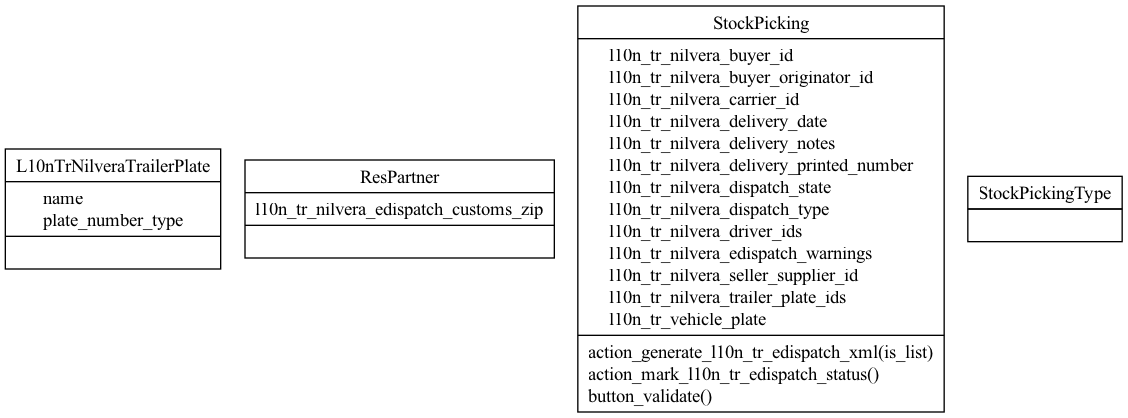 L10nTrNilveraTrailerPlate
name
plate_number_type
ResPartner
l10n_tr_nilvera_edispatch_customs_zip
StockPicking
l10n_tr_nilvera_buyer_id
l10n_tr_nilvera_buyer_originator_id
l10n_tr_nilvera_carrier_id
l10n_tr_nilvera_delivery_date
l10n_tr_nilvera_delivery_notes
l10n_tr_nilvera_delivery_printed_number
l10n_tr_nilvera_dispatch_state
l10n_tr_nilvera_dispatch_type
l10n_tr_nilvera_driver_ids
l10n_tr_nilvera_edispatch_warnings
l10n_tr_nilvera_seller_supplier_id
l10n_tr_nilvera_trailer_plate_ids
l10n_tr_vehicle_plate
action_generate_l10n_tr_edispatch_xml(is_list)
action_mark_l10n_tr_edispatch_status()
button_validate()
StockPickingType